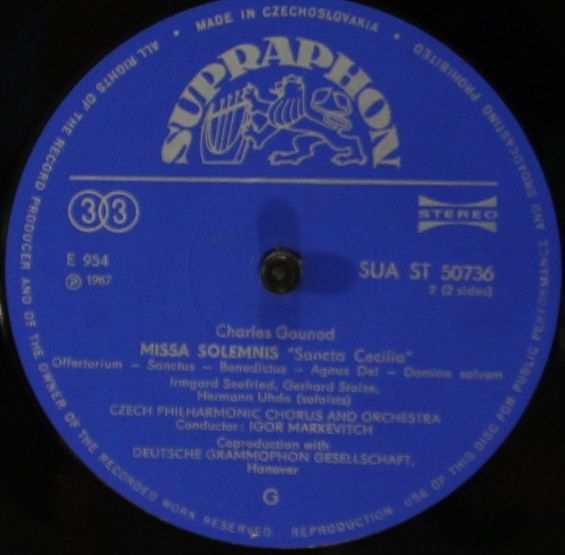 ALL RIGHTS OF THE RECORD PRODUCER AND OF THE OWNER OF THE RECORDED WORK RESERVED . REPRODUCTION, USE OF THIS DISC FOR PUBLIC PERFORMANCE AND BROADCASTING PROHIBITED
• MADE IN CZECHOSLOVAKIA •
SUPRAPHON
33
STEREO
E 954
SUA ST 50736
℗ 1967
2 (2 sides)
Charles Gounod
MISSA SOLEMNIS "Sancta Cecilia"
Offertorium – Sanctus – Benedictus – Agnus Dei – Domine salvam
Irmgard Seefried, Gerhard Stolze,
Hermann Uhde (soloists)
CZECH PHILHARMONIC CHORUS AND ORCHESTRA
Conductor: IGOR MARKEVITCH
Coproduction with
DEUTSCHE GRAMMOPHON GESELLSCHAFT,
Hanover
G